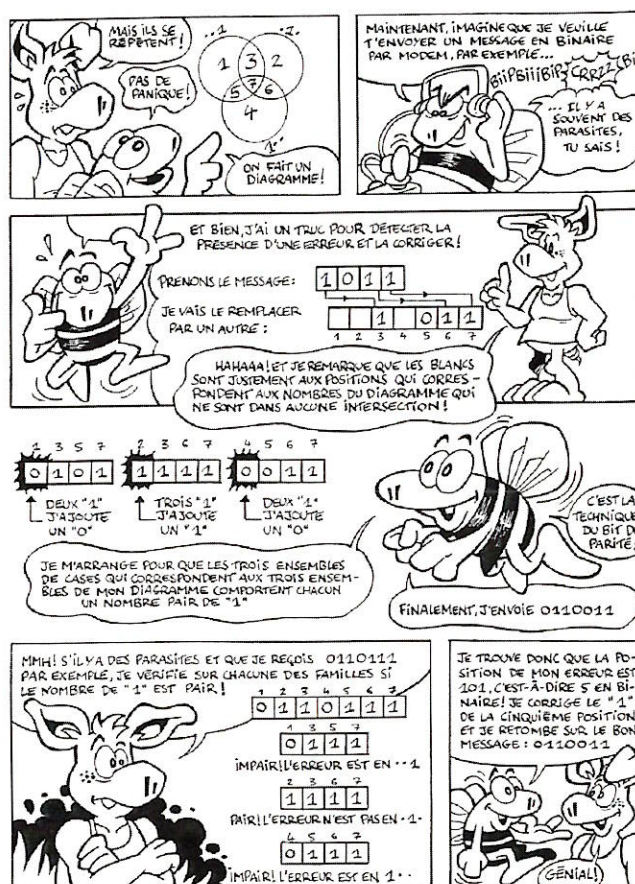 MAIS ILS SE
RÉPÈTENT!
PAS DE
PANIQUE!
··1
·1·
1 3 2
5 7 6
4
1··
ON FAIT UN
DIAGRAMME!
MAINTENANT, IMAGINE QUE JE VEUILLE
T'ENVOYER UN MESSAGE EN BINAIRE
PAR MODEM, PAR EXEMPLE...
BiiPBiiiBiP
CRRZZ
... IL Y A
SOUVENT DES
PARASITES,
TU SAIS!
ET BIEN, J'AI UN TRUC POUR DÉTECTER LA
PRÉSENCE D'UNE ERREUR ET LA CORRIGER!
PRENONS LE MESSAGE:
1 0 1 1
JE VAIS LE REMPLACER
PAR UN AUTRE :
1 0 1 1
1 2 3 4 5 6 7
HAHAAA! ET JE REMARQUE QUE LES BLANCS
SONT JUSTEMENT AUX POSITIONS QUI CORRES-
PONDENT AUX NOMBRES DU DIAGRAMME QUI
NE SONT DANS AUCUNE INTERSECTION!
1 3 5 7
0 1 0 1
DEUX "1"
J'AJOUTE
UN "0"
2 3 6 7
1 1 1 1
TROIS "1"
J'AJOUTE
UN "1"
4 5 6 7
0 0 1 1
DEUX "1"
J'AJOUTE
UN "0"
C'EST LA
TECHNIQUE
DU BIT DE
PARITÉ
JE M'ARRANGE POUR QUE LES TROIS ENSEMBLES
DE CASES QUI CORRESPONDENT AUX TROIS ENSEM-
BLES DE MON DIAGRAMME COMPORTENT CHACUN
UN NOMBRE PAIR DE "1"
FINALEMENT, J'ENVOIE 0110011
MMH! S'IL Y A DES PARASITES ET QUE JE REÇOIS 0110111
PAR EXEMPLE, JE VÉRIFIE SUR CHACUNE DES FAMILLES SI
LE NOMBRE DE "1" EST PAIR!
1 2 3 4 5 6 7
0 1 1 0 1 1 1
1 3 5 7
0 1 1 1
IMPAIR! L'ERREUR EST EN ··1
2 3 6 7
1 1 1 1
PAIR! L'ERREUR N'EST PAS EN ·1·
4 5 6 7
0 1 1 1
IMPAIR! L'ERREUR EST EN 1··
JE TROUVE DONC QUE LA PO-
SITION DE MON ERREUR EST
101, C'EST-À-DIRE 5 EN BI-
NAIRE! JE CORRIGE LE "1"
DE LA CINQUIÈME POSITION
ET JE RETOMBE SUR LE BON
MESSAGE : 0110011
GÉNIAL!